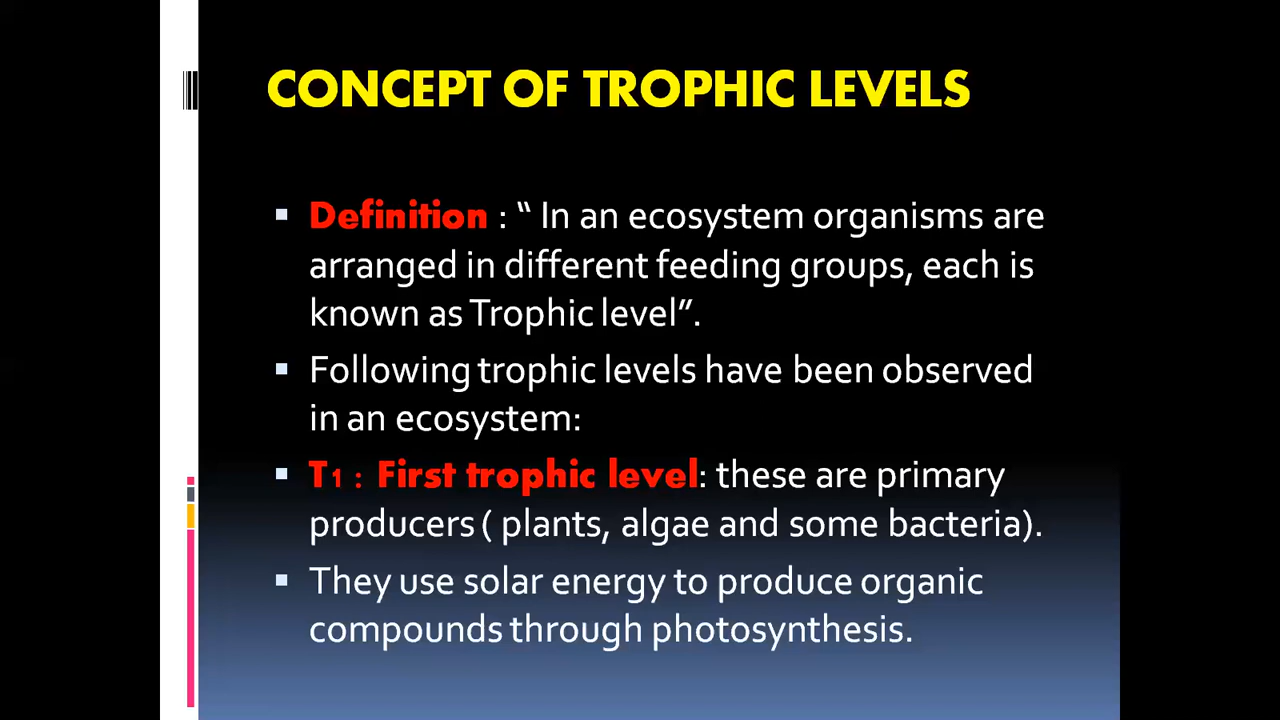 CONCEPT OF TROPHIC LEVELS
Definition : “ In an ecosystem organisms are
arranged in different feeding groups, each is
known as Trophic level”.
Following trophic levels have been observed
in an ecosystem:
T1 : First trophic level: these are primary
producers ( plants, algae and some bacteria).
They use solar energy to produce organic
compounds through photosynthesis.